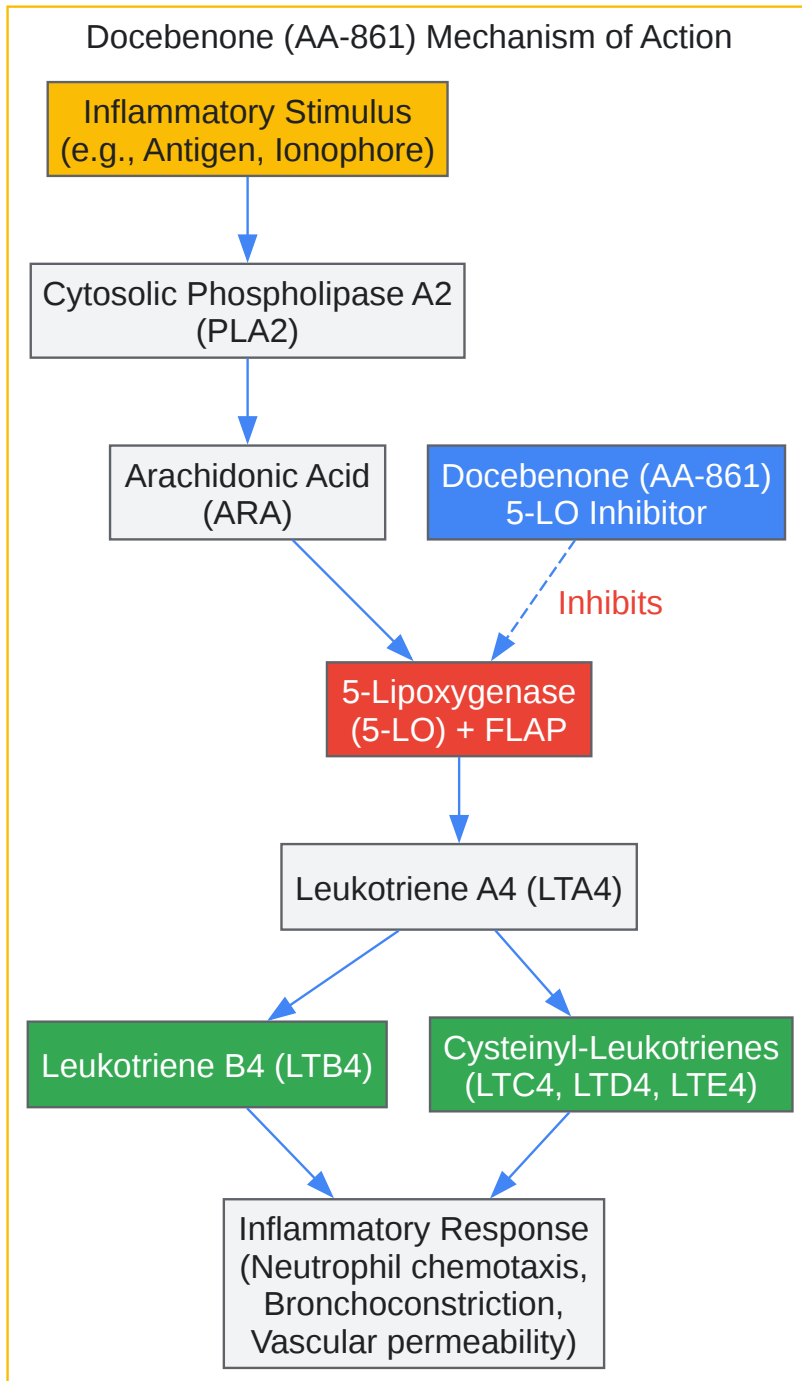 Docebenone (AA-861) Mechanism of Action
Inflammatory Stimulus
(e.g., Antigen, Ionophore)
Cytosolic Phospholipase A2
(PLA2)
Arachidonic Acid
(ARA)
Docebenone (AA-861)
5-LO Inhibitor
Inhibits
5-Lipoxygenase
(5-LO) + FLAP
Leukotriene A4 (LTA4)
Leukotriene B4 (LTB4)
Cysteinyl-Leukotrienes
(LTC4, LTD4, LTE4)
Inflammatory Response
(Neutrophil chemotaxis,
Bronchoconstriction,
Vascular permeability)